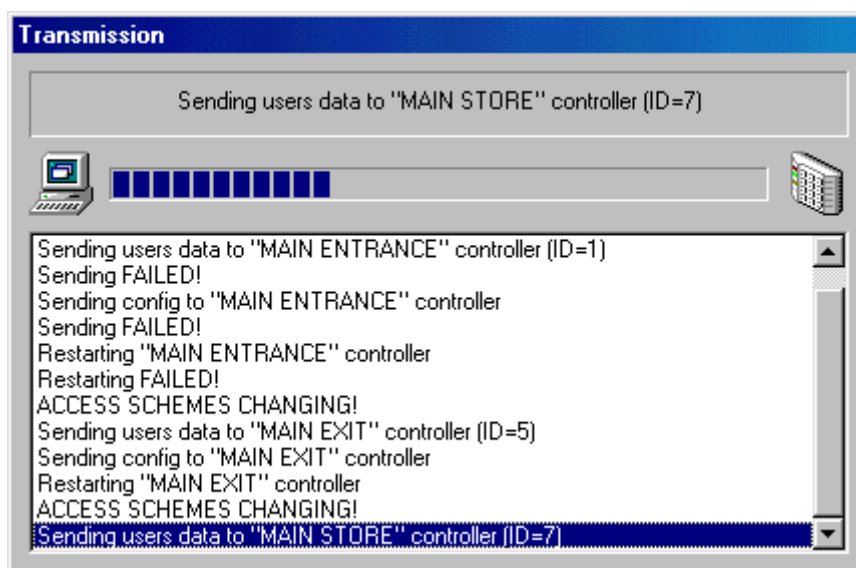 Transmission
Sending users data to "MAIN STORE" controller (ID=7)
Sending users data to "MAIN ENTRANCE" controller (ID=1)
Sending FAILED!
Sending config to "MAIN ENTRANCE" controller
Sending FAILED!
Restarting "MAIN ENTRANCE" controller
Restarting FAILED!
ACCESS SCHEMES CHANGING!
Sending users data to "MAIN EXIT" controller (ID=5)
Sending config to "MAIN EXIT" controller
Restarting "MAIN EXIT" controller
ACCESS SCHEMES CHANGING!
Sending users data to "MAIN STORE" controller (ID=7)